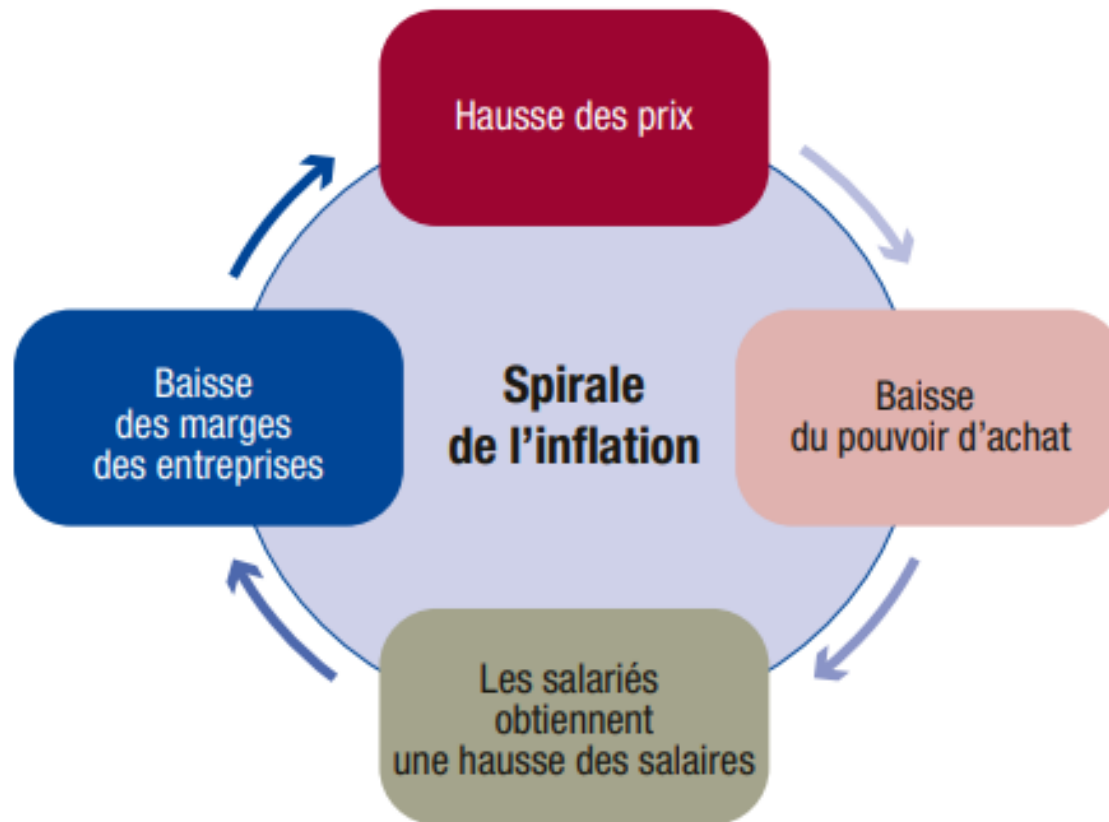 Hausse des prix
Baisse
des marges
des entreprises
Spirale
de l'inflation
Baisse
du pouvoir d'achat
Les salariés
obtiennent
une hausse des salaires